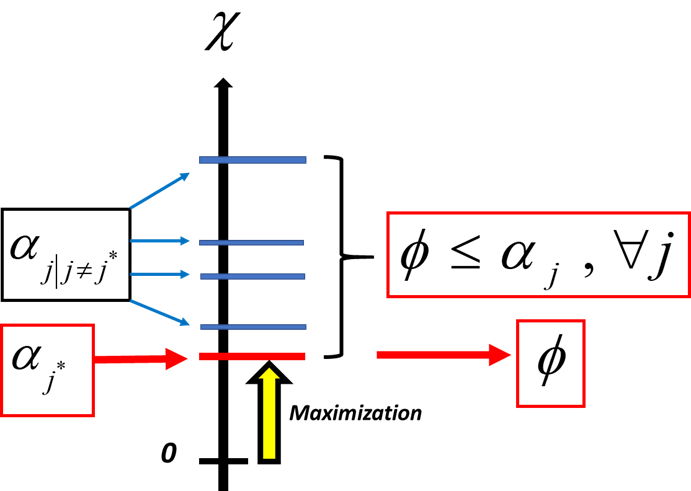 χ
α_{j|j≠j*}
ϕ ≤ α_j , ∀j
α_{j*}
ϕ
Maximization
0